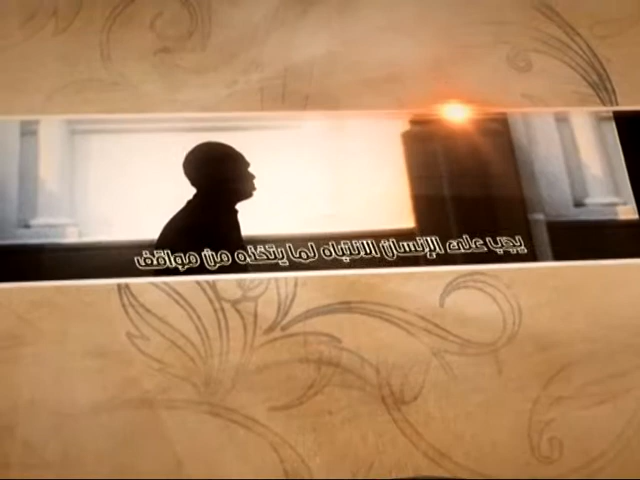 يجب على الإنسان الانتباه لما يتخذه من مواقف